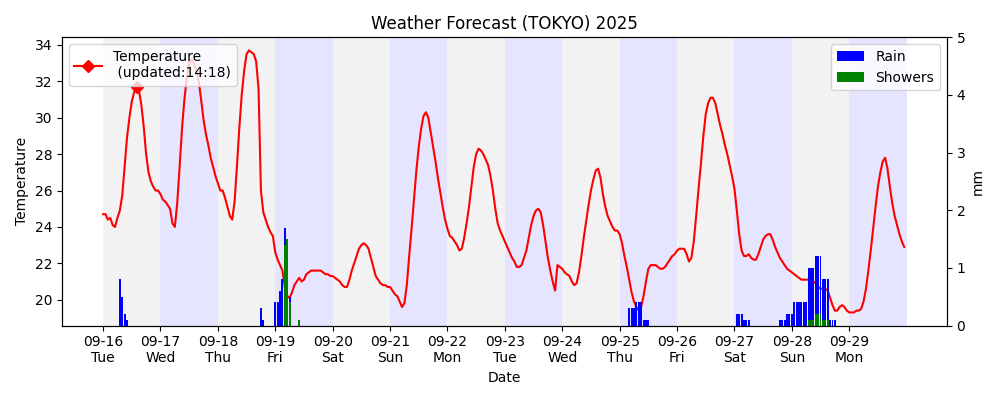 Weather Forecast (TOKYO) 2025
Temperature
(updated:14:18)
Rain
Showers
34
32
30
28
26
24
22
20
Temperature
5
4
3
2
1
0
mm
09-16 09-17 09-18 09-19 09-20 09-21 09-22 09-23 09-24 09-25 09-26 09-27 09-28 09-29
Tue Wed Thu Fri Sat Sun Mon Tue Wed Thu Fri Sat Sun Mon
Date